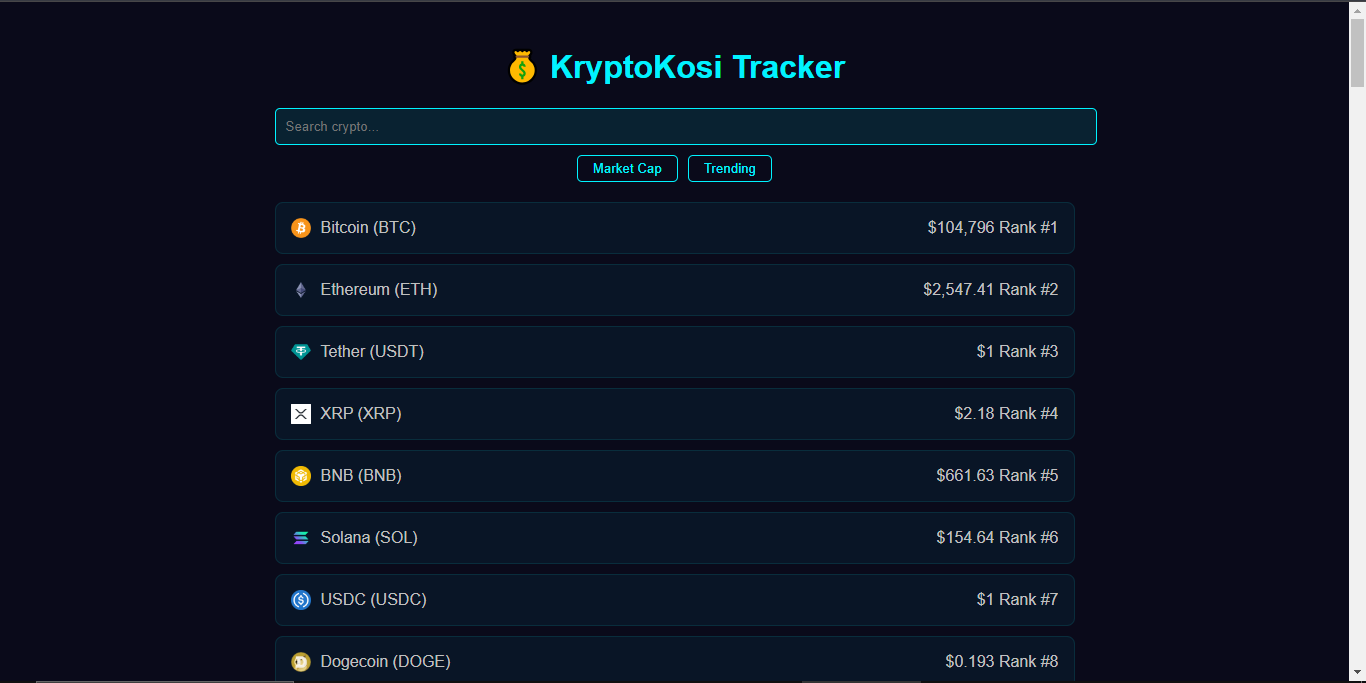 KryptoKosi Tracker
Search crypto...
Market Cap Trending
Bitcoin (BTC) $104,796 Rank #1
Ethereum (ETH) $2,547.41 Rank #2
Tether (USDT) $1 Rank #3
XRP (XRP) $2.18 Rank #4
BNB (BNB) $661.63 Rank #5
Solana (SOL) $154.64 Rank #6
USDC (USDC) $1 Rank #7
Dogecoin (DOGE) $0.193 Rank #8